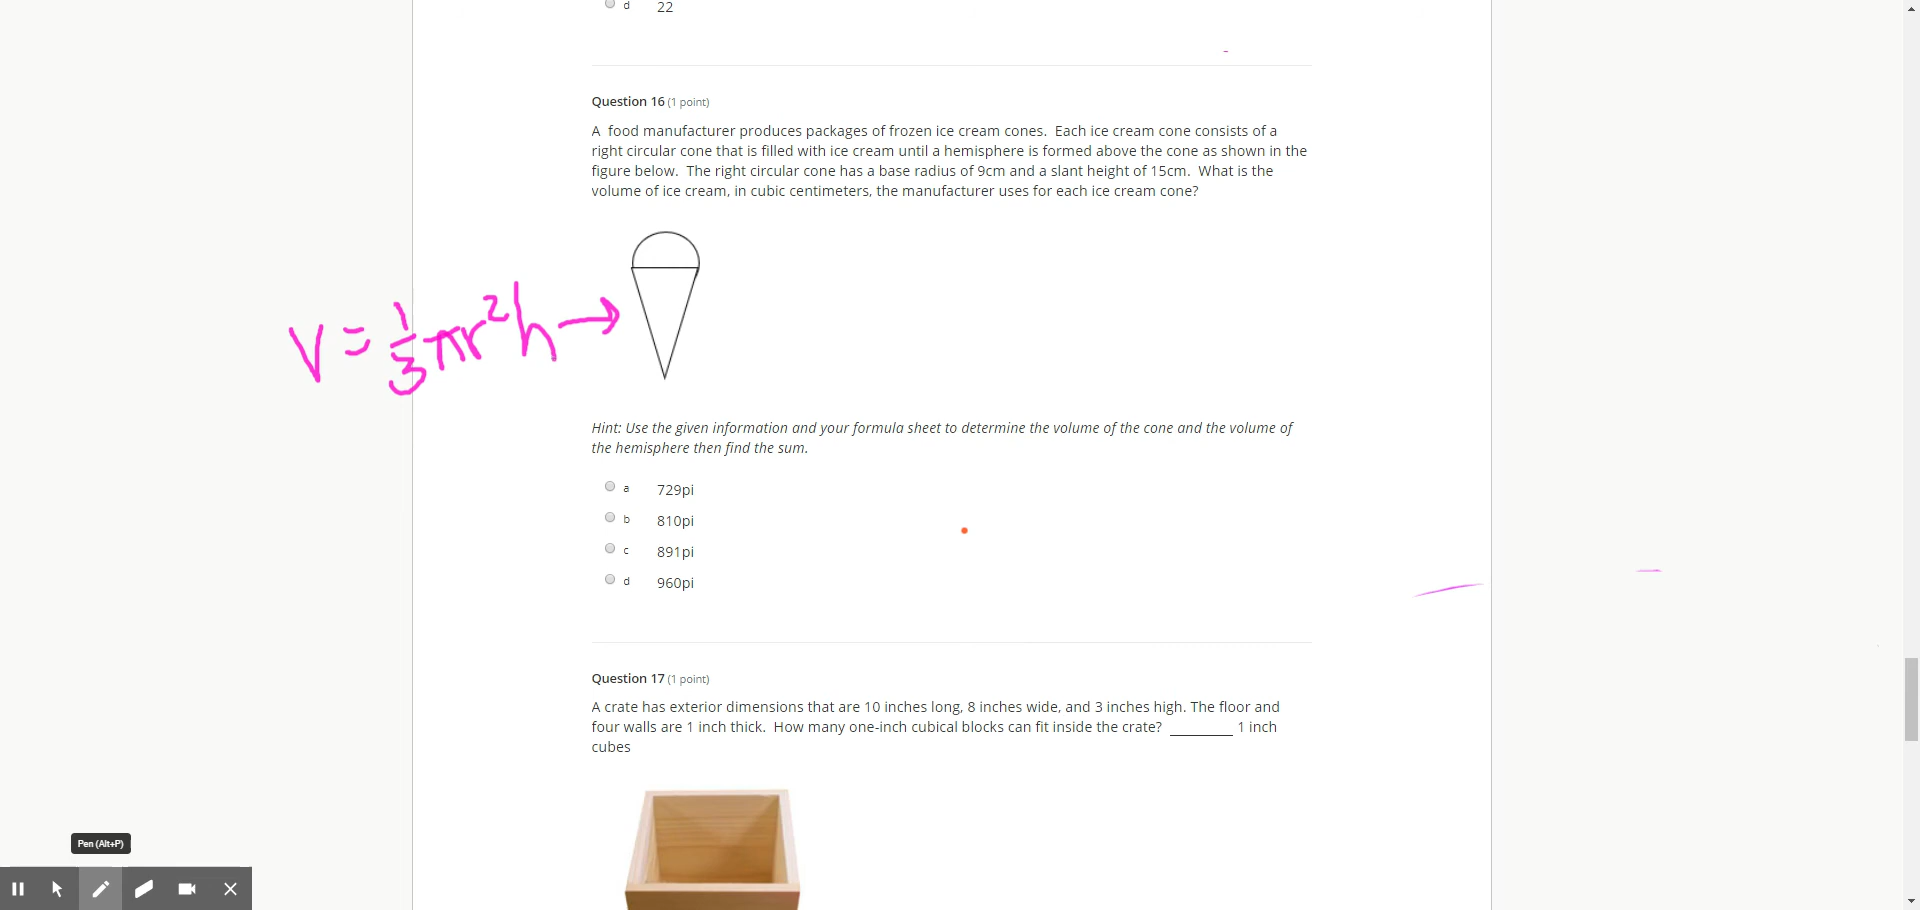 d 22
Question 16 (1 point)
A food manufacturer produces packages of frozen ice cream cones. Each ice cream cone consists of a
right circular cone that is filled with ice cream until a hemisphere is formed above the cone as shown in the
figure below. The right circular cone has a base radius of 9cm and a slant height of 15cm. What is the
volume of ice cream, in cubic centimeters, the manufacturer uses for each ice cream cone?
V = 1/3 πr²h →
Hint: Use the given information and your formula sheet to determine the volume of the cone and the volume of
the hemisphere then find the sum.
a 729pi
b 810pi
c 891pi
d 960pi
Question 17 (1 point)
A crate has exterior dimensions that are 10 inches long, 8 inches wide, and 3 inches high. The floor and
four walls are 1 inch thick. How many one-inch cubical blocks can fit inside the crate? ________ 1 inch
cubes
Pen (Alt+P)